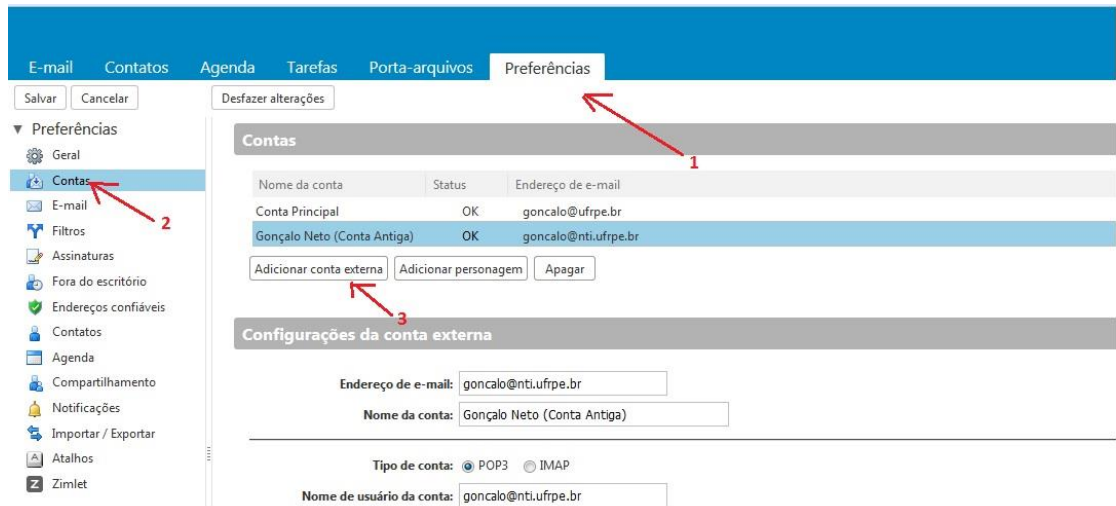 E-mail Contatos Agenda Tarefas Porta-arquivos Preferências
Salvar Cancelar Desfazer alterações
Preferências
Geral
Contas
E-mail
Filtros
Assinaturas
Fora do escritório
Endereços confiáveis
Contatos
Agenda
Compartilhamento
Notificações
Importar / Exportar
A Atalhos
Z Zimlet
2
1
Contas
Nome da conta Status Endereço de e-mail
Conta Principal OK goncalo@ufrpe.br
Gonçalo Neto (Conta Antiga) OK goncalo@nti.ufrpe.br
Adicionar conta externa Adicionar personagem Apagar
3
Configurações da conta externa
Endereço de e-mail: goncalo@nti.ufrpe.br
Nome da conta: Gonçalo Neto (Conta Antiga)
Tipo de conta: POP3 IMAP
Nome de usuário da conta: goncalo@nti.ufrpe.br